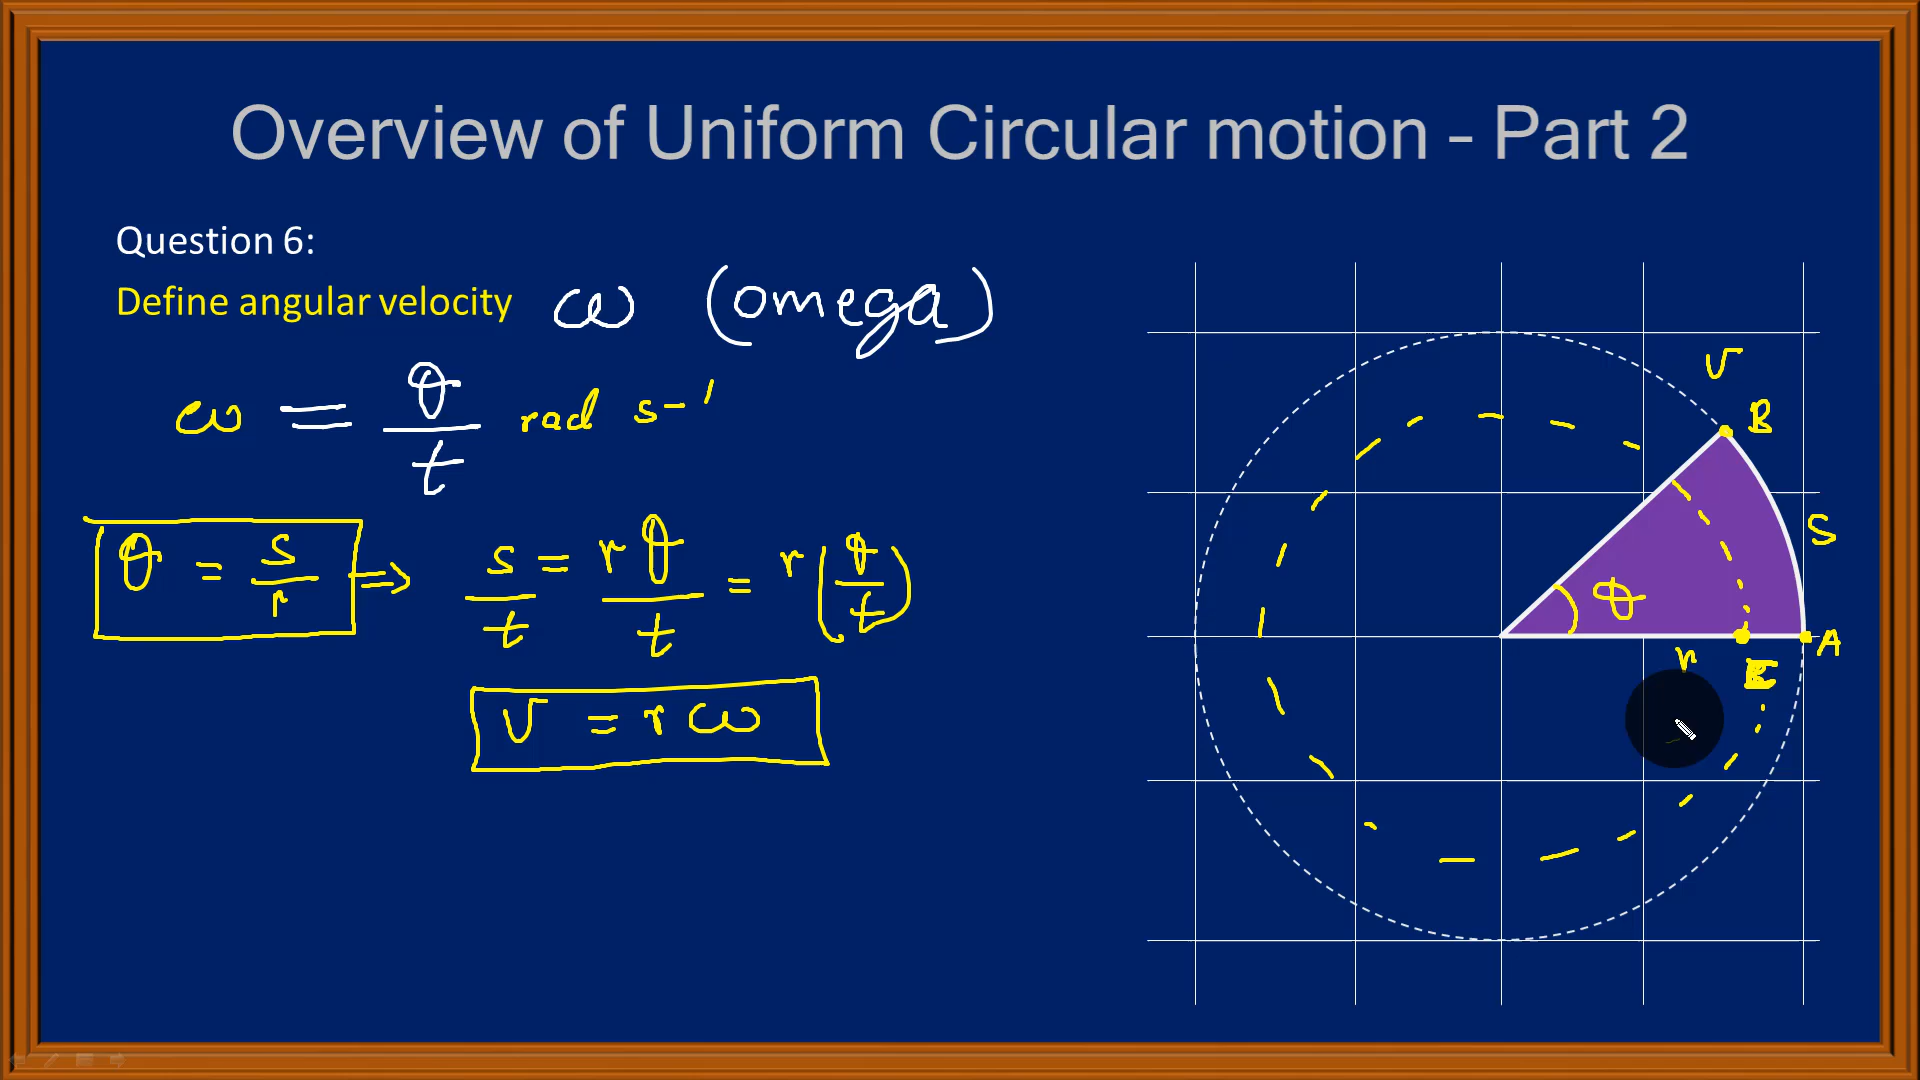 Overview of Uniform Circular motion - Part 2
Question 6:
Define angular velocity ω (omega)
ω = θ/t rad s⁻¹
θ = s/r ⇒ s/t = rθ/t = r(θ/t)
v = rω
v
B
S
θ
A
r